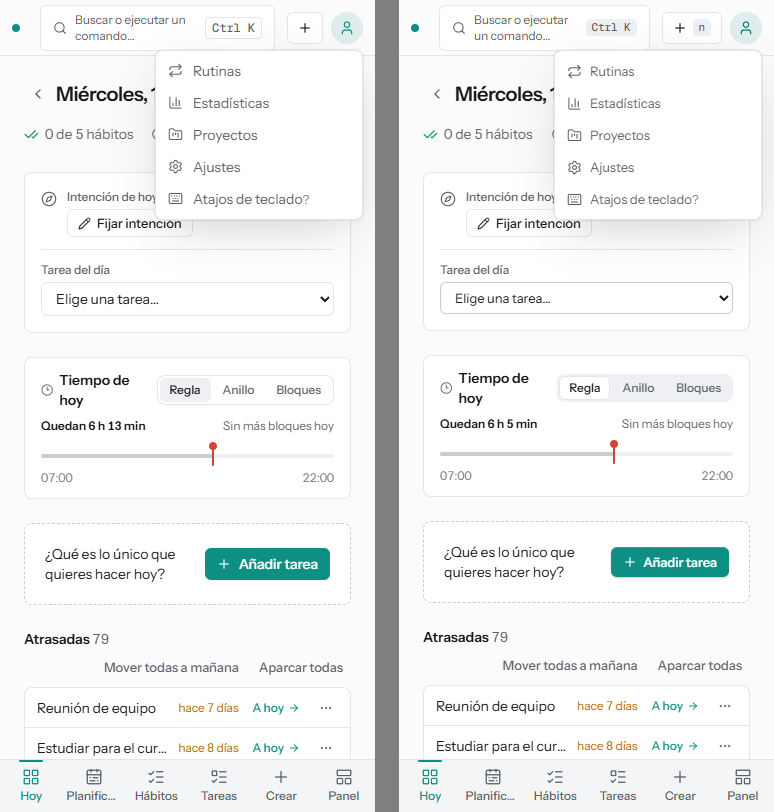 Buscar o ejecutar un
comando...
Ctrl K
Rutinas
Estadísticas
Proyectos
Ajustes
Atajos de teclado?
Miércoles, 1
0 de 5 hábitos
Intención de hoy
Fijar intención
Tarea del día
Elige una tarea...
Tiempo de
hoy
Regla Anillo Bloques
Quedan 6 h 13 min Sin más bloques hoy
07:00 22:00
¿Qué es lo único que
quieres hacer hoy?
+ Añadir tarea
Atrasadas 79
Mover todas a mañana Aparcar todas
Reunión de equipo hace 7 días A hoy →
Estudiar para el cur... hace 8 días A hoy →
Hoy Planific... Hábitos Tareas Crear Panel
Buscar o ejecutar
un comando...
Ctrl K
+ n
Rutinas
Estadísticas
Proyectos
Ajustes
Atajos de teclado?
Miércoles, 1
0 de 5 hábitos
Intención de hoy
Fijar intención
Tarea del día
Elige una tarea...
Tiempo de
hoy
Regla Anillo Bloques
Quedan 6 h 5 min Sin más bloques hoy
07:00 22:00
¿Qué es lo único que
quieres hacer hoy?
+ Añadir tarea
Atrasadas 79
Mover todas a mañana Aparcar todas
Reunión de equipo hace 7 días A hoy →
Estudiar para el cur... hace 8 días A hoy →
Hoy Planific... Hábitos Tareas Crear Panel